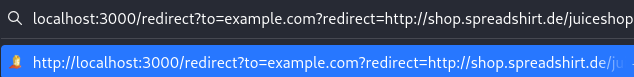 localhost:3000/redirect?to=example.com?redirect=http://shop.spreadshirt.de/juiceshop
http://localhost:3000/redirect?to=example.com?redirect=http://shop.spreadshirt.de/ju